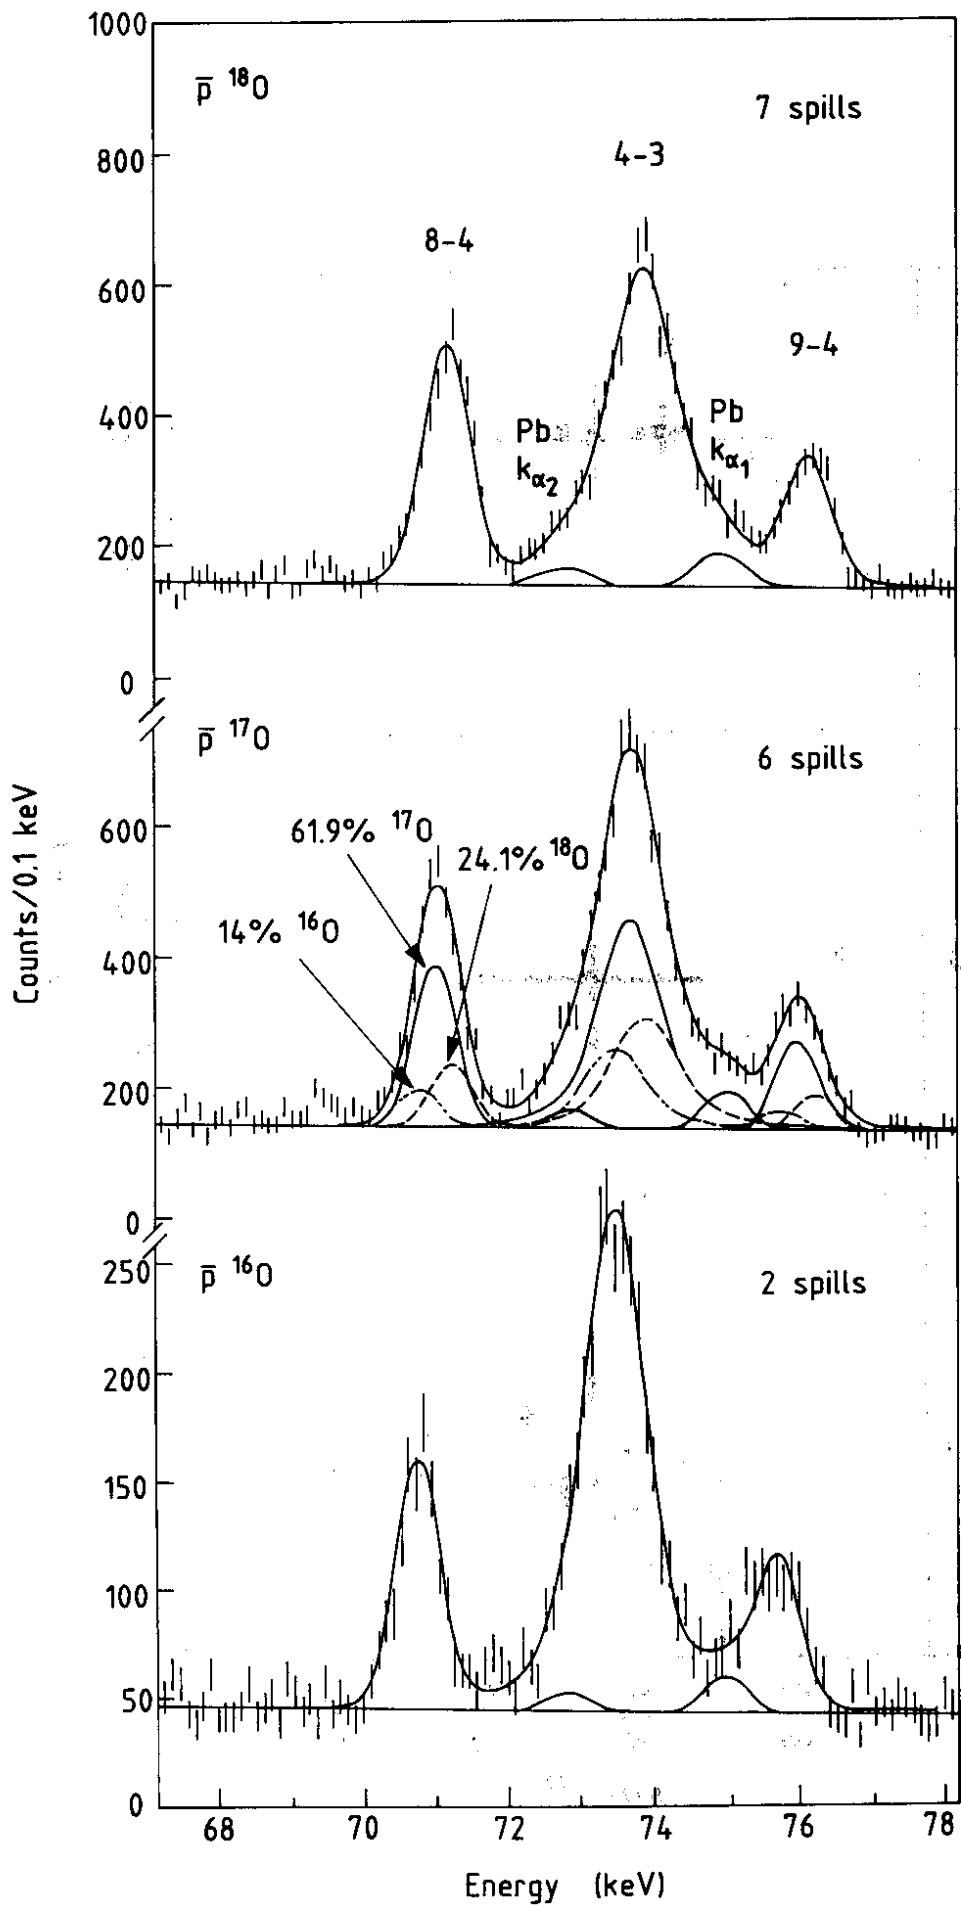 1000
p̅ ¹⁸O
7 spills
800
4-3
8-4
600
9-4
400
Pb
kα₂
Pb
kα₁
200
0
p̅ ¹⁷O
6 spills
600
61.9% ¹⁷O
24.1% ¹⁸O
14% ¹⁶O
400
200
0
Counts/0.1 keV
250
p̅ ¹⁶O
2 spills
200
150
100
50
0
68 70 72 74 76 78
Energy (keV)